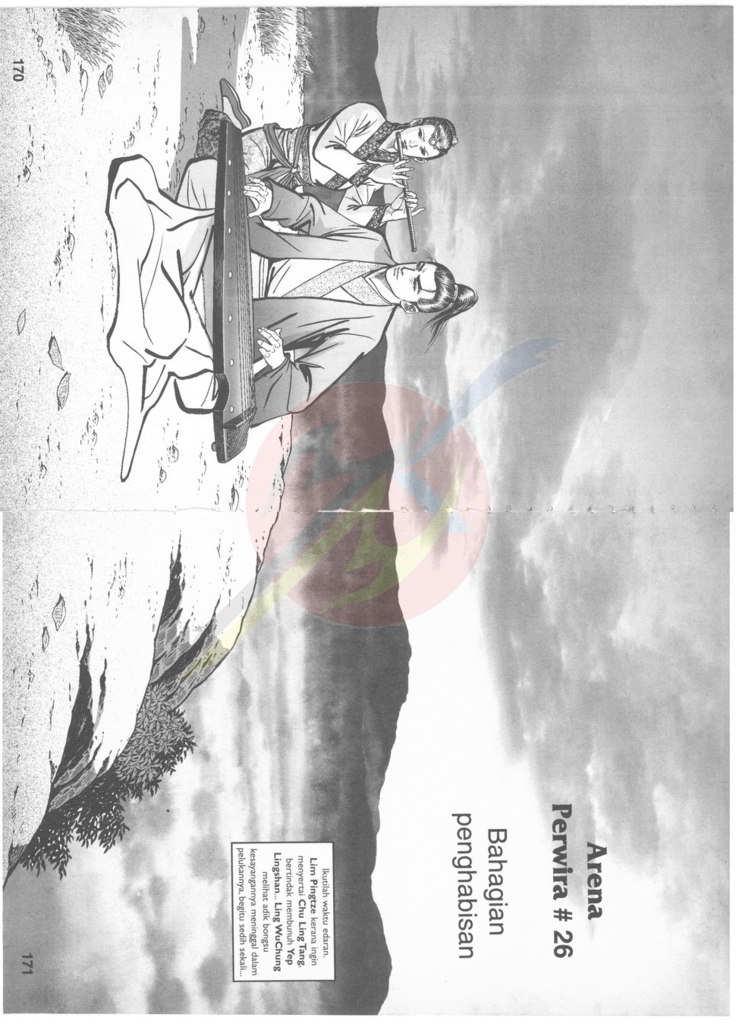 Arena
Perwira # 26
Bahagian
penghabisan
Ikutilah waktu edaran.
Lim Pingtze kerana ingin
menyertai Chu Ling Tang,
bertindak membunuh Yep
Lingshan... Ling WuChung
melihat adik bongsu
kesayangannya meninggal dalam
pelukannya, begitu sedih sekali...
170
171